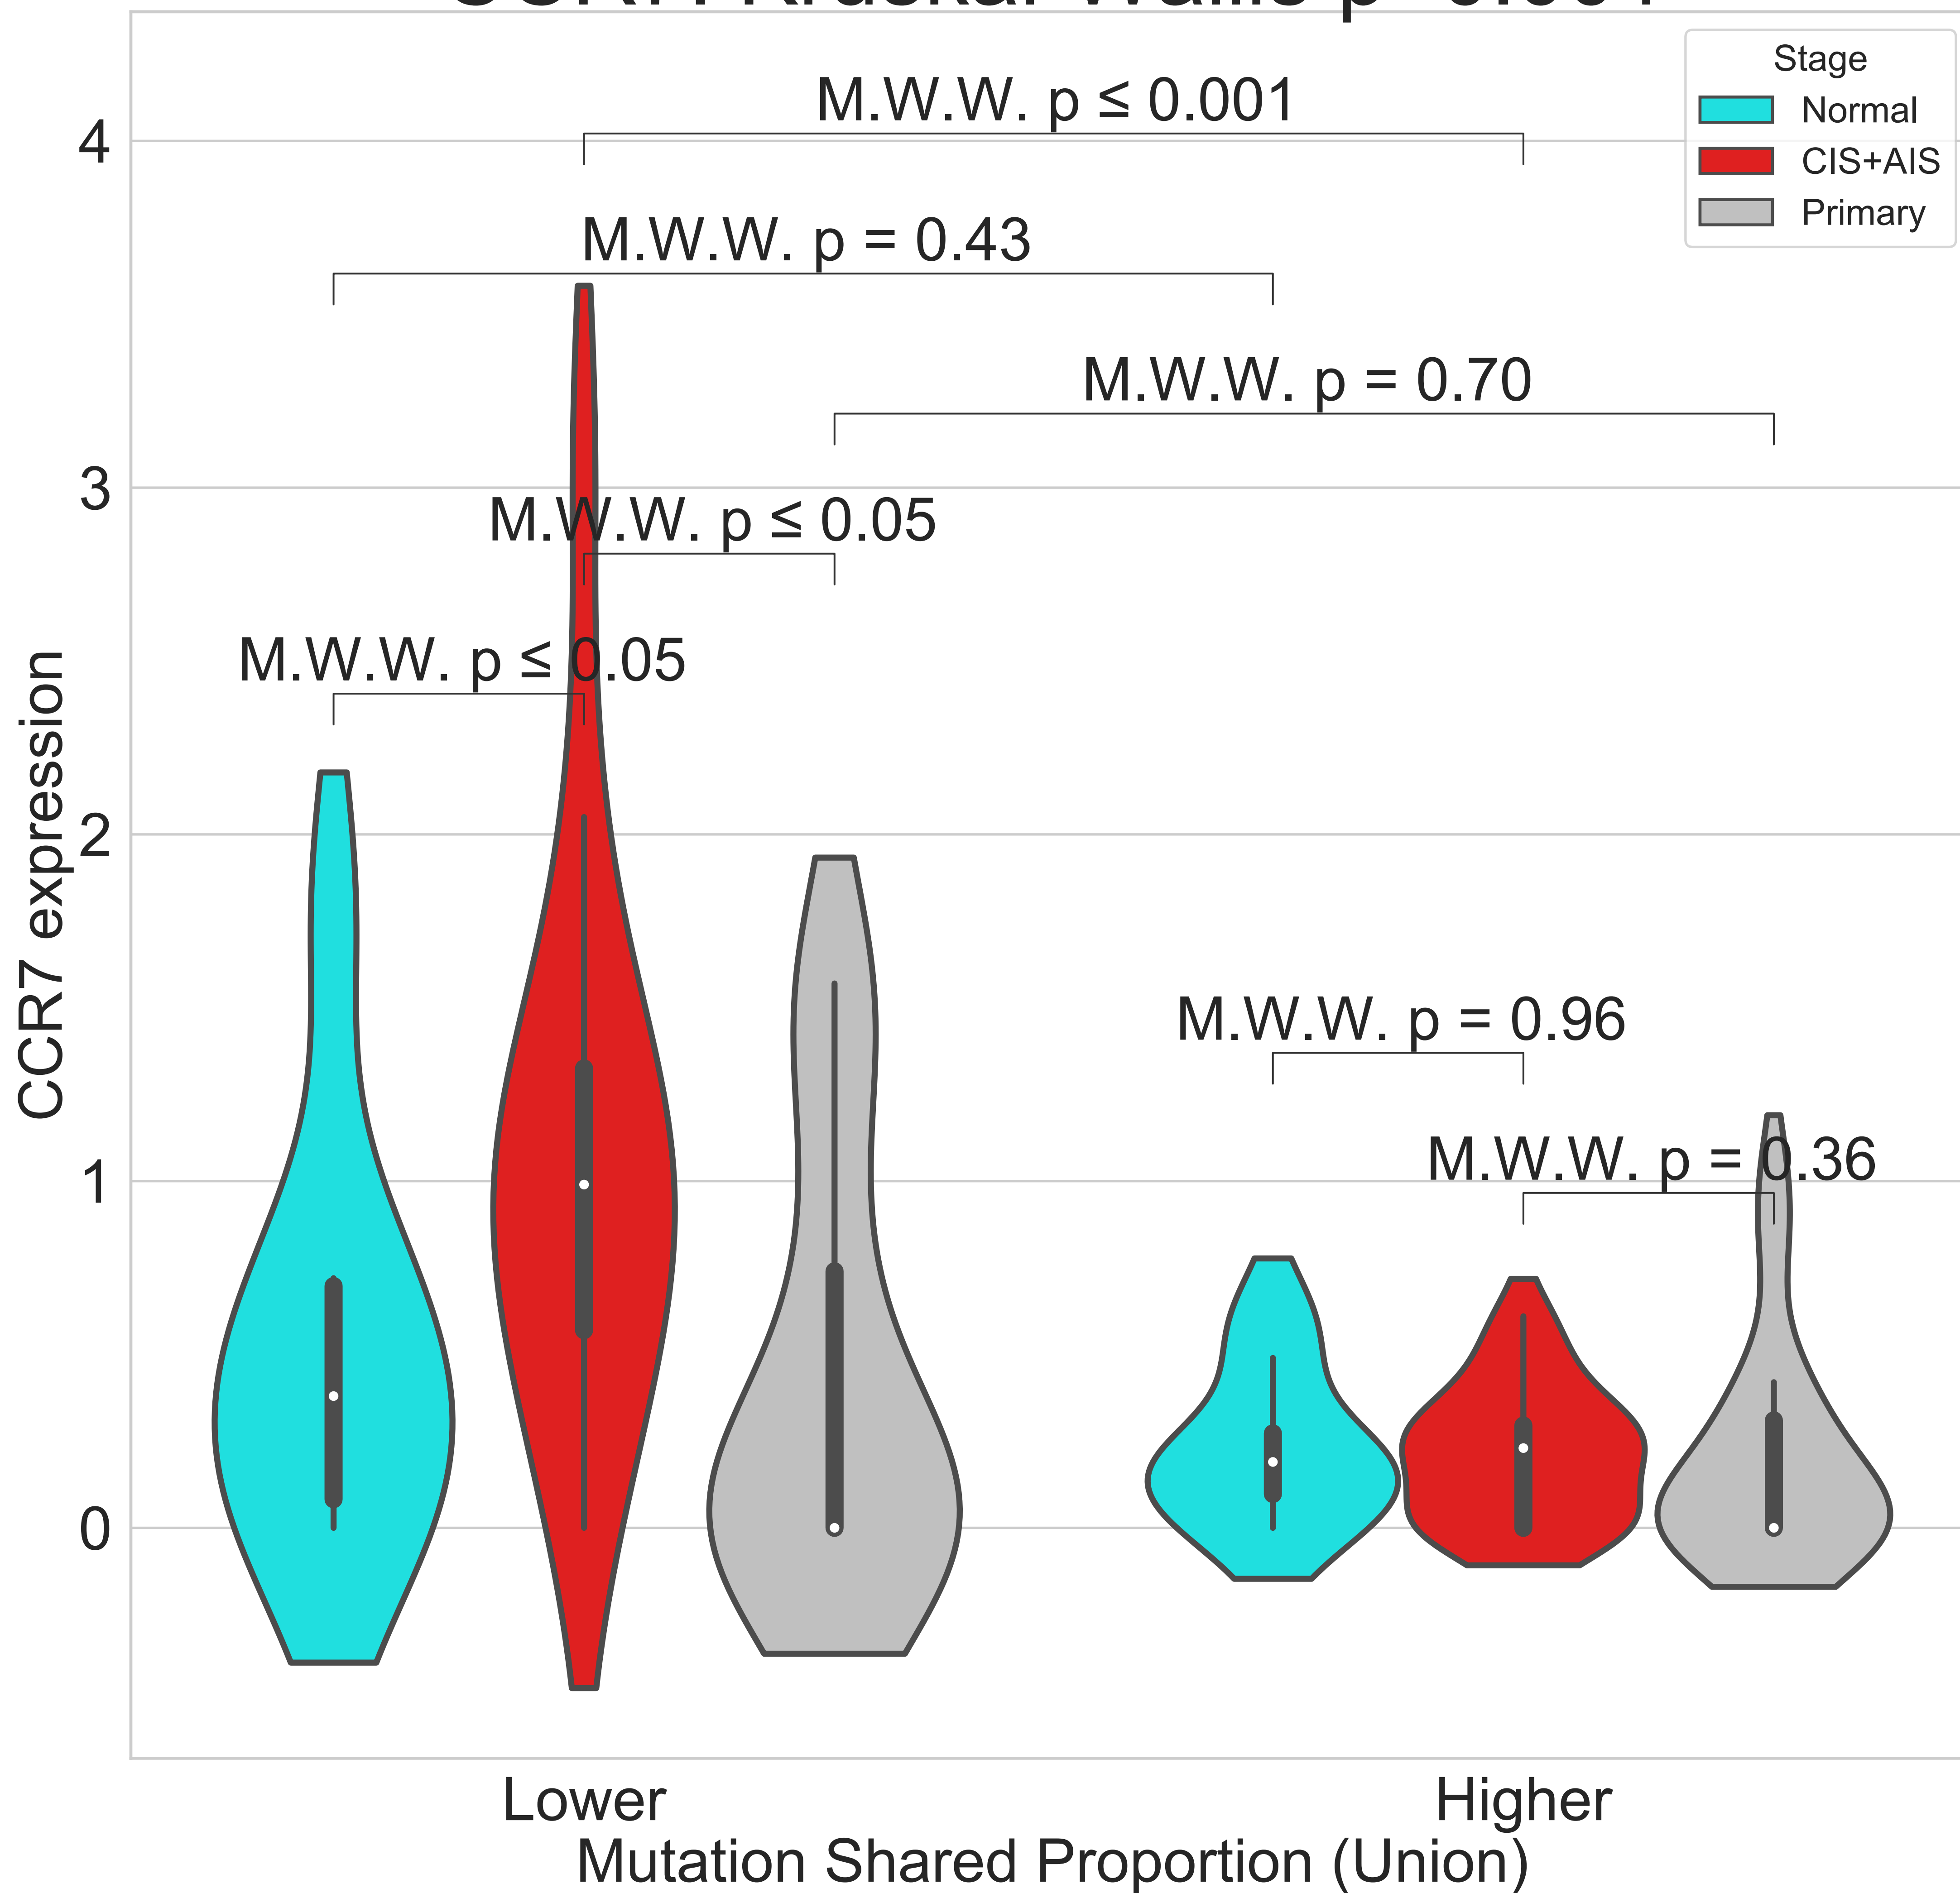 Stage
Normal
CIS+AIS
Primary
M.W.W. p ≤ 0.001
M.W.W. p = 0.43
M.W.W. p = 0.70
M.W.W. p ≤ 0.05
M.W.W. p ≤ 0.05
M.W.W. p = 0.96
M.W.W. p = 0.36
4
3
2
1
0
CCR7 expression
Lower
Higher
Mutation Shared Proportion (Union)